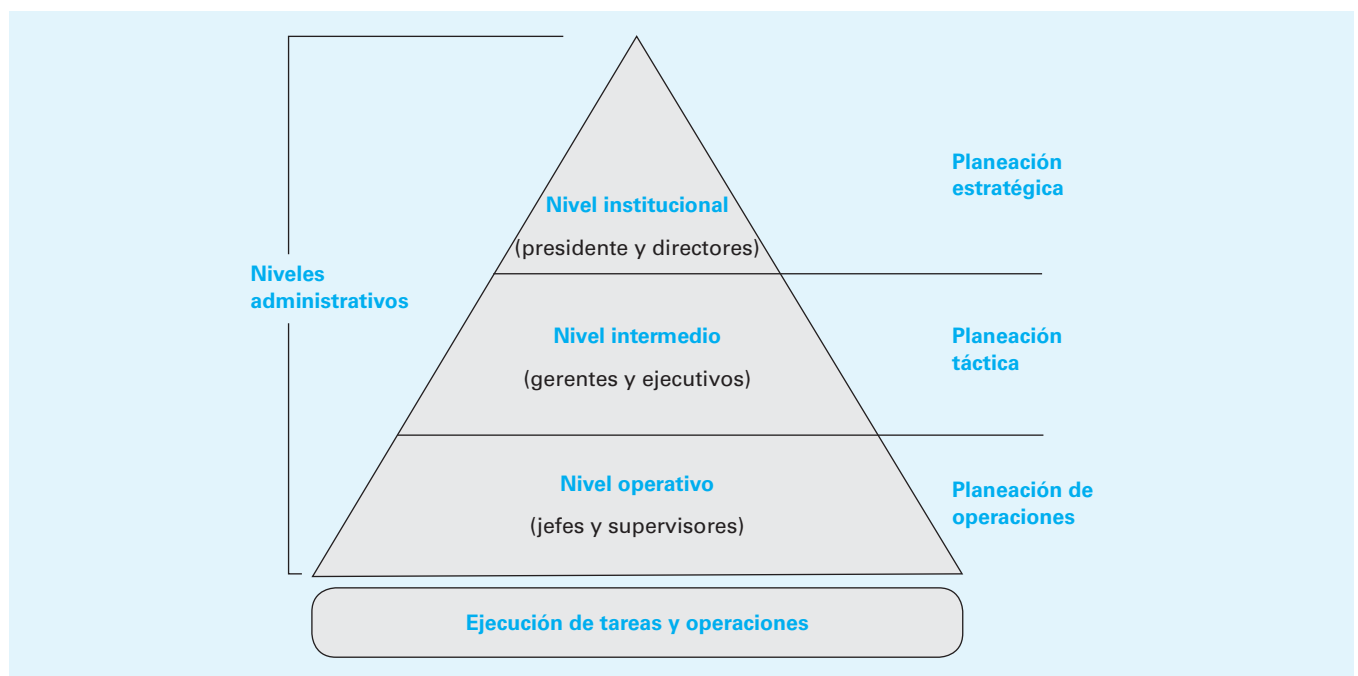 Planeación
estratégica
Nivel institucional
(presidente y directores)
Niveles
administrativos
Nivel intermedio
(gerentes y ejecutivos)
Planeación
táctica
Nivel operativo
(jefes y supervisores)
Planeación de
operaciones
Ejecución de tareas y operaciones